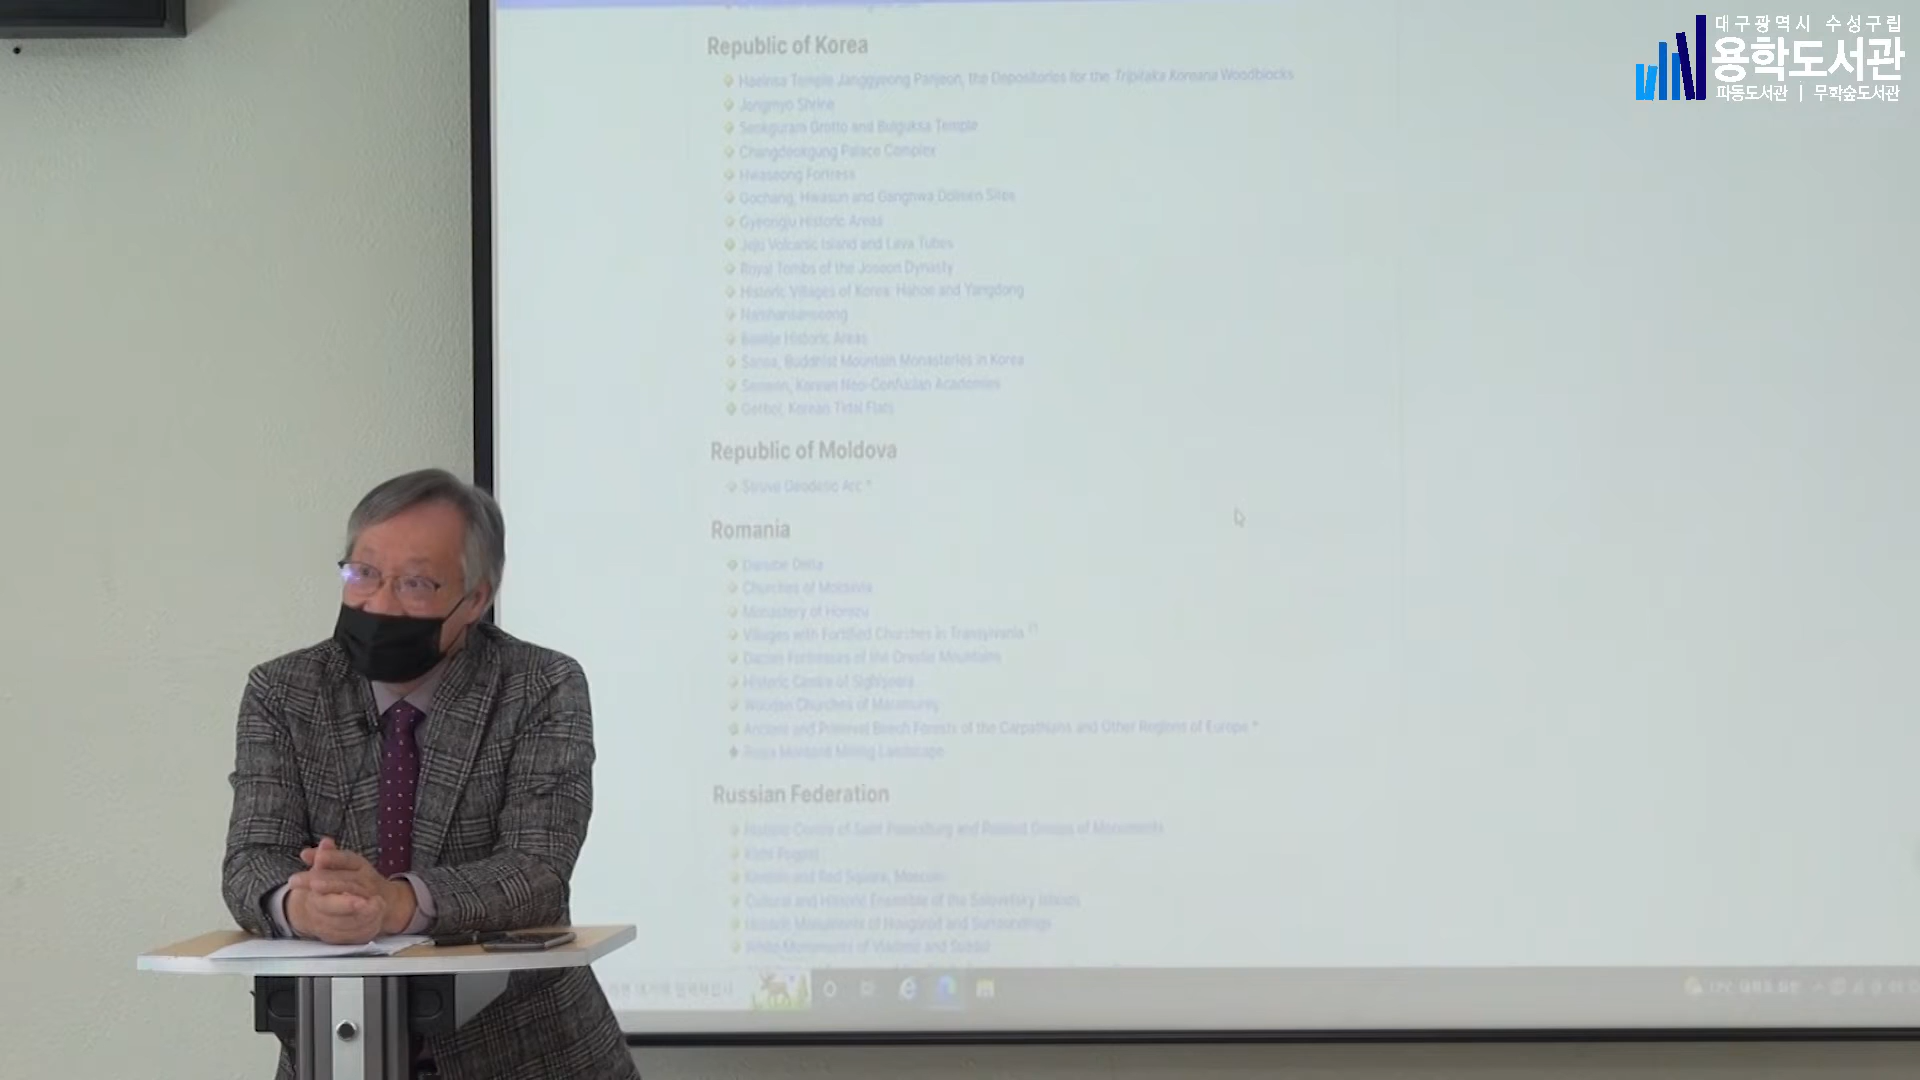 대구광역시 수성구립
용학도서관
파동도서관 | 무학숲도서관
Republic of Korea
Haeinsa Temple Janggyeong Panjeon, the Depositories for the Tripitaka Koreana Woodblocks
Jongmyo Shrine
Seokguram Grotto and Bulguksa Temple
Changdeokgung Palace Complex
Hwaseong Fortress
Gochang, Hwasun and Ganghwa Dolmen Sites
Gyeongju Historic Areas
Jeju Volcanic Island and Lava Tubes
Royal Tombs of the Joseon Dynasty
Historic Villages of Korea: Hahoe and Yangdong
Namhansanseong
Baekje Historic Areas
Sansa, Buddhist Mountain Monasteries in Korea
Seowon, Korean Neo-Confucian Academies
Getbol, Korean Tidal Flats
Republic of Moldova
Struve Geodetic Arc *
Romania
Danube Delta
Churches of Moldavia
Monastery of Horezu
Villages with Fortified Churches in Transylvania
Dacian Fortresses of the Orastie Mountains
Historic Centre of Sighişoara
Wooden Churches of Maramureş
Ancient and Primeval Beech Forests of the Carpathians and Other Regions of Europe *
Roşia Montană Mining Landscape
Russian Federation
Historic Centre of Saint Petersburg and Related Groups of Monuments
Kizhi Pogost
Kremlin and Red Square, Moscow
Cultural and Historic Ensemble of the Solovetsky Islands
Historic Monuments of Novgorod and Surroundings
White Monuments of Vladimir and Suzdal